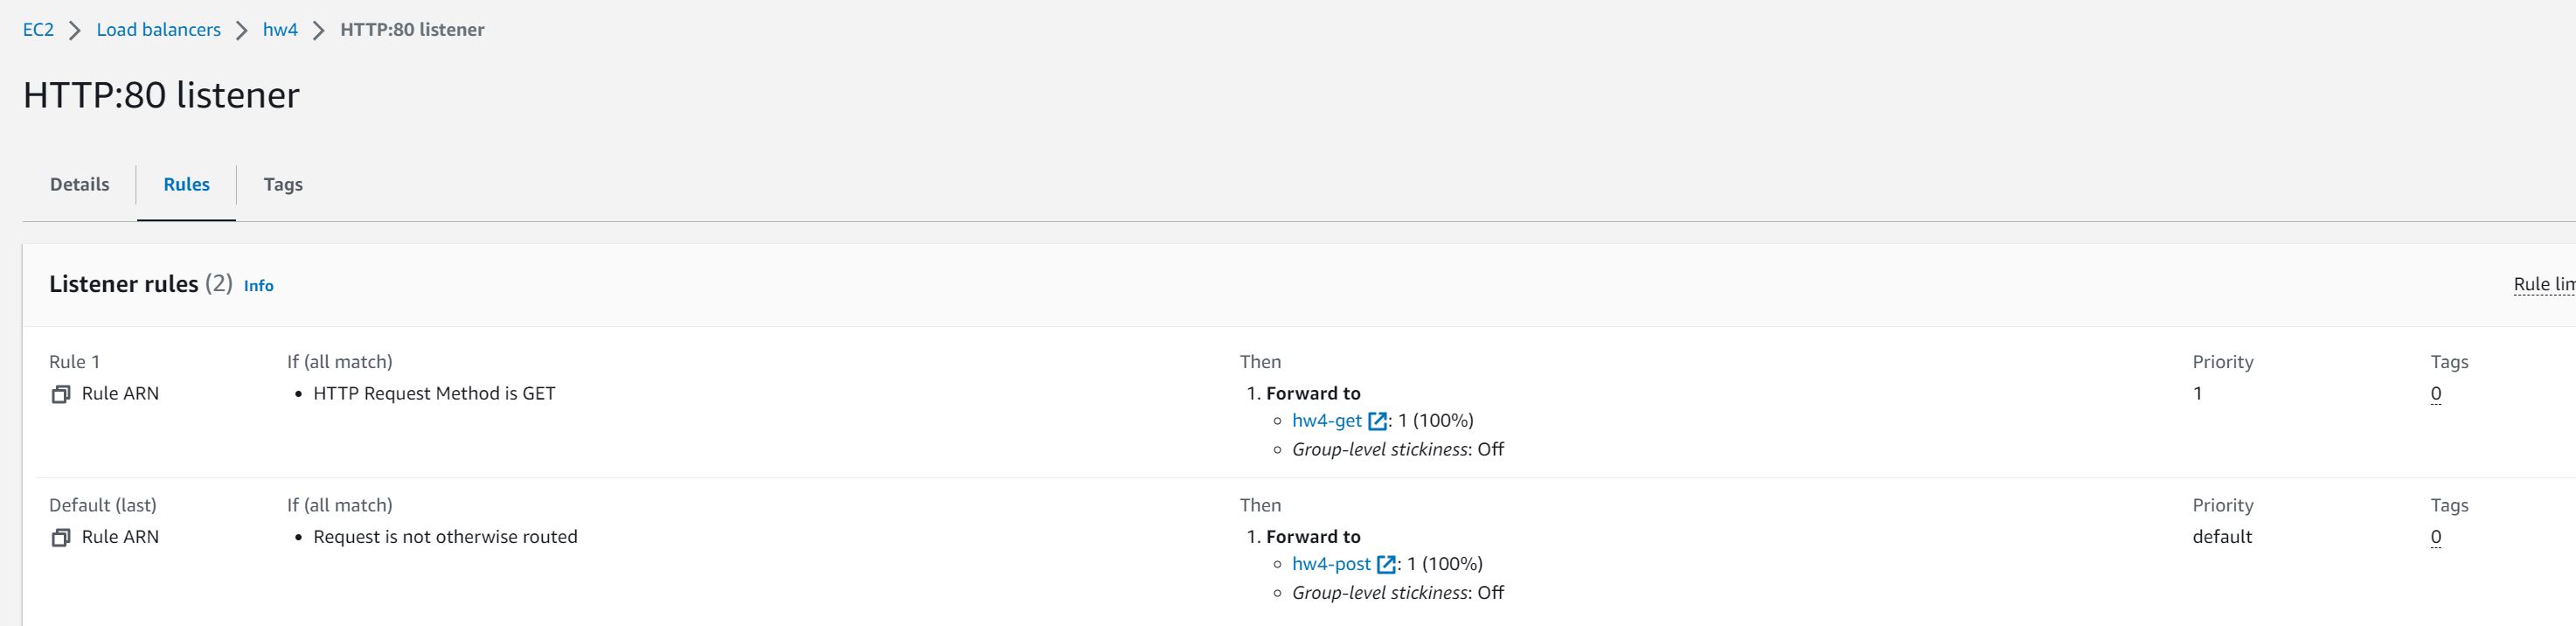 EC2 > Load balancers > hw4 > HTTP:80 listener
HTTP:80 listener
Details Rules Tags
Listener rules (2) Info Rule lim
Rule 1 If (all match) Then Priority Tags
Rule ARN • HTTP Request Method is GET 1. Forward to 1 0
◦ hw4-get : 1 (100%)
◦ Group-level stickiness: Off
Default (last) If (all match) Then Priority Tags
Rule ARN • Request is not otherwise routed 1. Forward to default 0
◦ hw4-post : 1 (100%)
◦ Group-level stickiness: Off